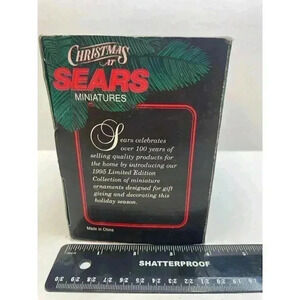 CHRISTMAS
AT
SEARS
MINIATURES
Sears celebrates
over 100 years of
selling quality products for
the home by introducing our
1995 Limited Edition
Collection of miniature
ornaments designed for gift
giving and decorating this
holiday season.
Made in China
SHATTERPROOF